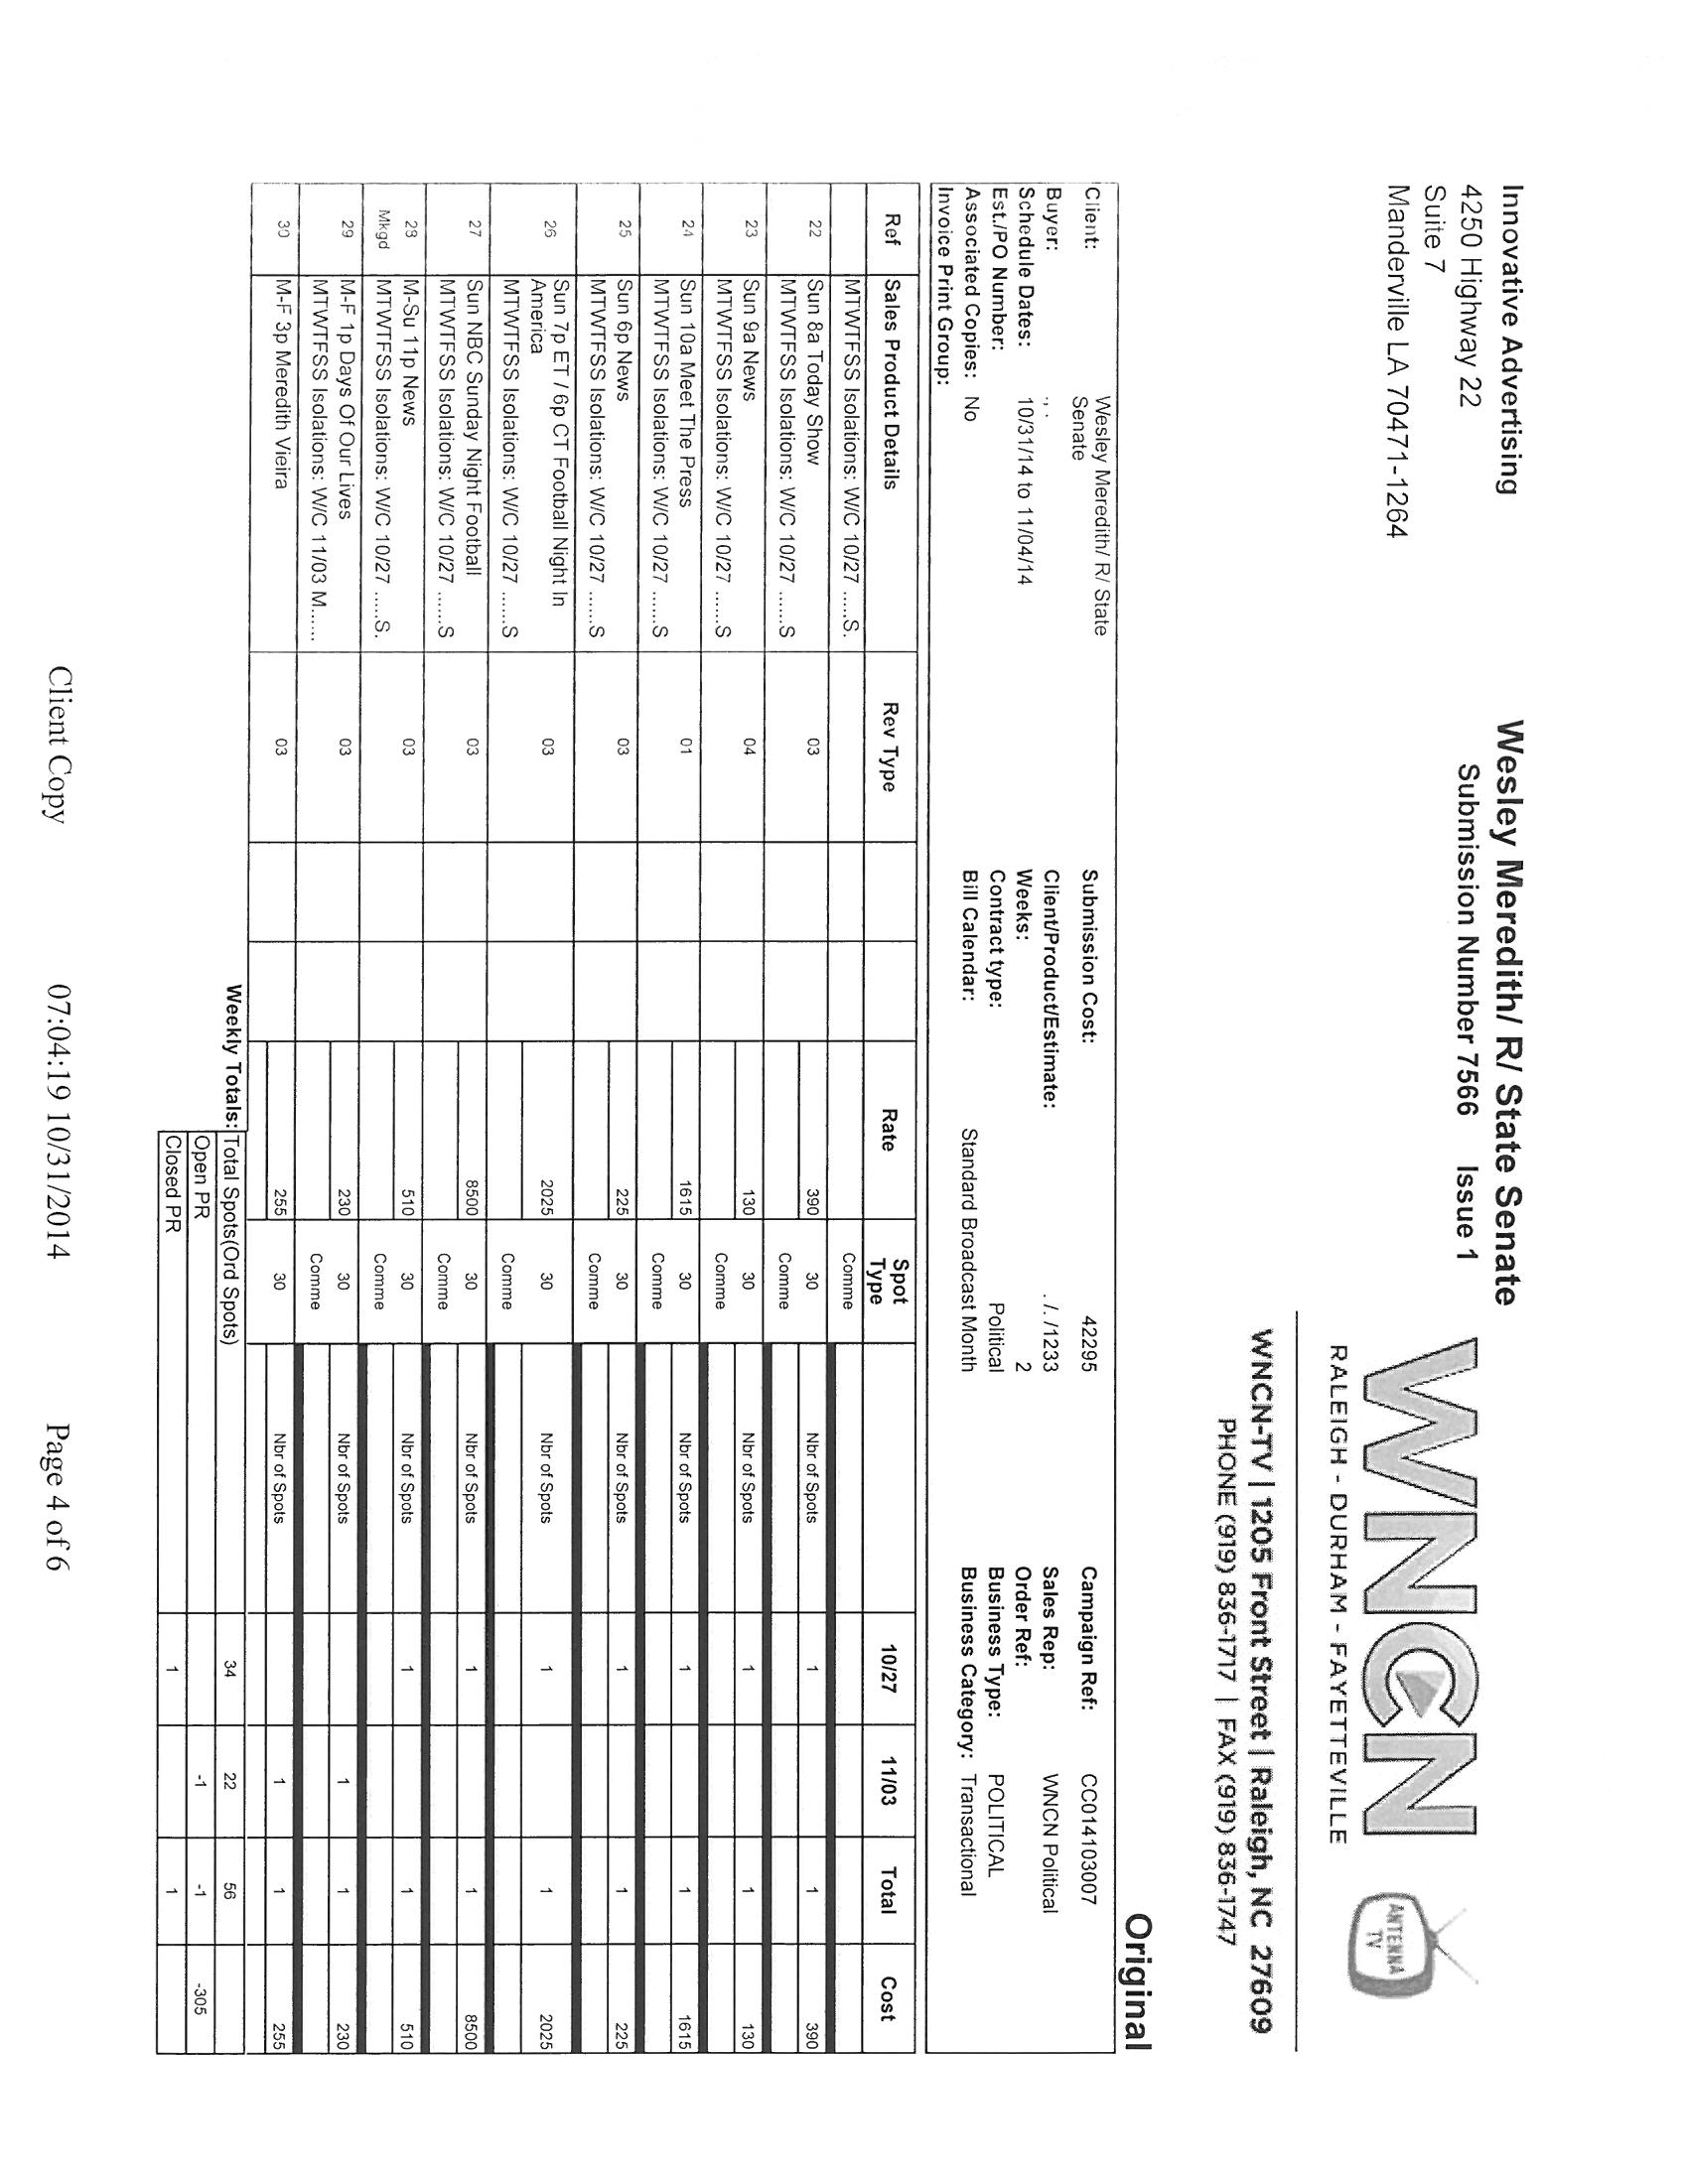 Innovative Advertising
4250 Highway 22
Suite 7
Manderville LA 70471-1264
Wesley Meredith/ R/ State Senate
Submission Number 7566 Issue 1
WNCN
RALEIGH - DURHAM - FAYETTEVILLE
ANTENNA TV
WNCN-TV | 1205 Front Street | Raleigh, NC 27609
PHONE (919) 836-1717 | FAX (919) 836-1747
Original
Client: Wesley Meredith/ R/ State Senate Submission Cost: 42295 Campaign Ref: CC014103007
Buyer: ., . Client/Product/Estimate: . /. /1233 Sales Rep: WNCN Political
Schedule Dates: 10/31/14 to 11/04/14 Weeks: 2 Order Ref:
Est./PO Number: Contract type: Political Business Type: POLITICAL
Associated Copies: No Bill Calendar: Standard Broadcast Month Business Category: Transactional
Invoice Print Group:
Ref Sales Product Details Rev Type Rate Spot Type 10/27 11/03 Total Cost
MTWTFSS Isolations: W/C 10/27 .....S. Comme
22 Sun 8a Today Show 03 390 30 Nbr of Spots 1 1 390
MTWTFSS Isolations: W/C 10/27 ......S Comme
23 Sun 9a News 04 130 30 Nbr of Spots 1 1 130
MTWTFSS Isolations: W/C 10/27 ......S Comme
24 Sun 10a Meet The Press 01 1615 30 Nbr of Spots 1 1 1615
MTWTFSS Isolations: W/C 10/27 ......S Comme
25 Sun 6p News 03 225 30 Nbr of Spots 1 1 225
MTWTFSS Isolations: W/C 10/27 ......S Comme
26 Sun 7p ET / 6p CT Football Night In America 03 2025 30 Nbr of Spots 1 1 2025
MTWTFSS Isolations: W/C 10/27 ......S Comme
27 Sun NBC Sunday Night Football 03 8500 30 Nbr of Spots 1 1 8500
MTWTFSS Isolations: W/C 10/27 ......S Comme
28 M-Su 11p News 03 510 30 Nbr of Spots 1 1 510
Mkgd MTWTFSS Isolations: W/C 10/27 .....S. Comme
29 M-F 1p Days Of Our Lives 03 230 30 Nbr of Spots 1 1 230
MTWTFSS Isolations: W/C 11/03 M...... Comme
30 M-F 3p Meredith Vieira 03 255 30 Nbr of Spots 1 1 255
Weekly Totals: Total Spots(Ord Spots) 34 22 56
Open PR -1 -1 -305
Closed PR 1 1
Client Copy 07:04:19 10/31/2014 Page 4 of 6